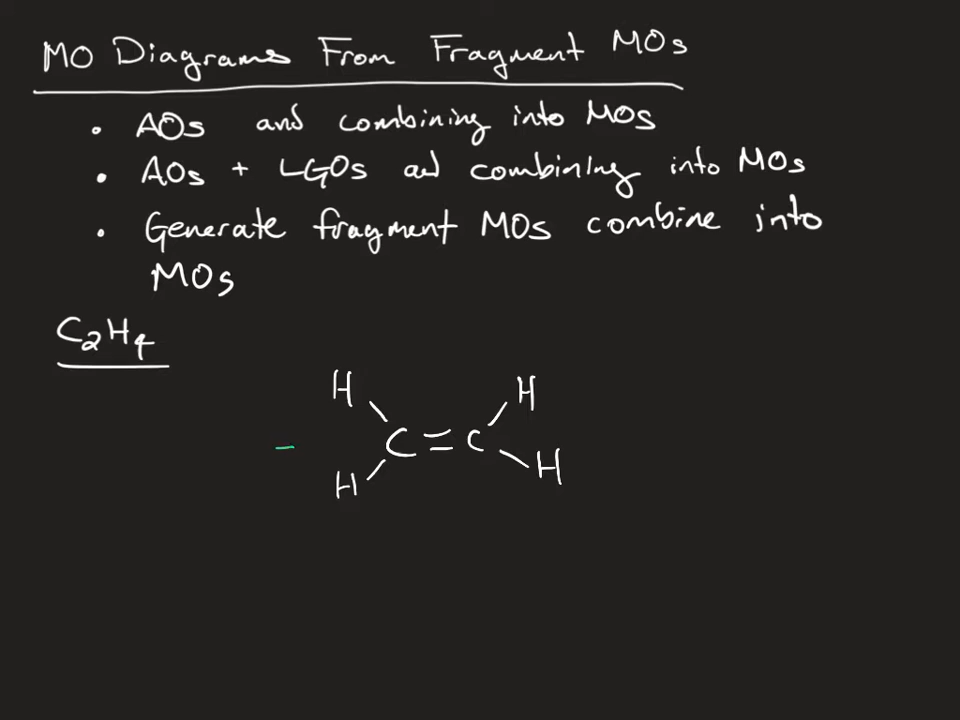 MO Diagrams From Fragment MOs
• AOs and combining into MOs
• AOs + LGOs ad combining into MOs
• Generate fragment MOs combine into
MOs
C₂H₄
H H
C = C
H H